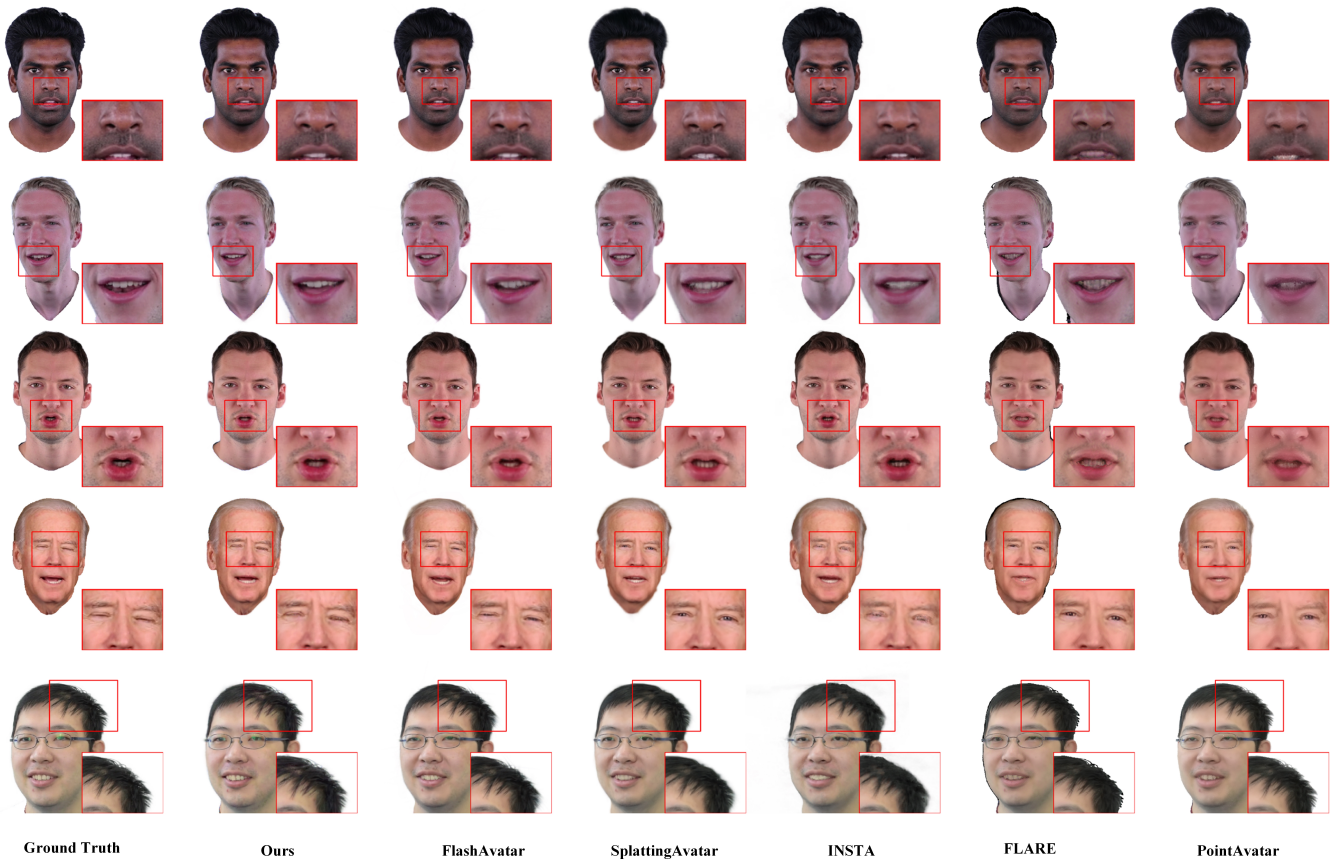 Ground Truth
Ours
FlashAvatar
SplattingAvatar
INSTA
FLARE
PointAvatar